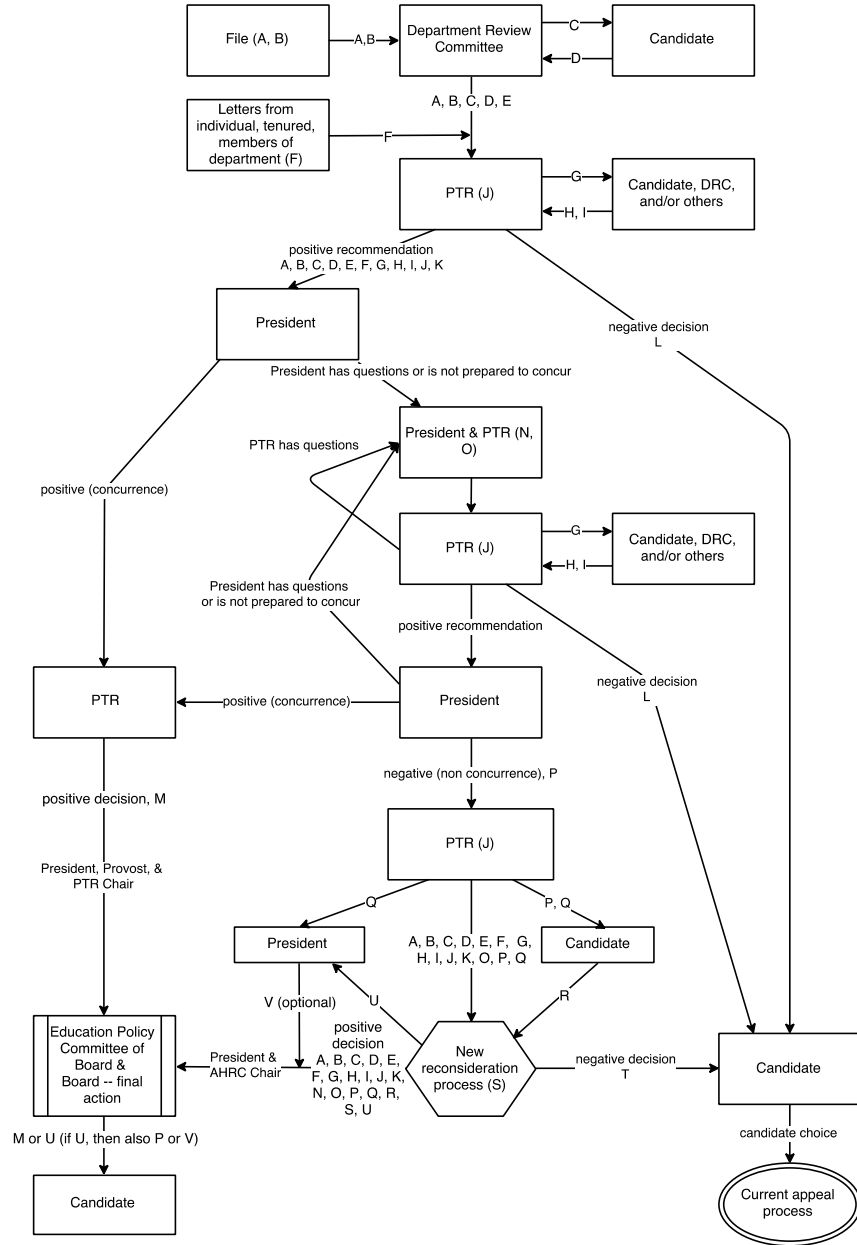 File (A, B)
A,B
Department Review
Committee
C
D
Candidate
A, B, C, D, E
Letters from
individual, tenured,
members of
department (F)
F
PTR (J)
G
H, I
Candidate, DRC,
and/or others
positive recommendation
A, B, C, D, E, F, G, H, I, J, K
President
negative decision
L
President has questions or is not prepared to concur
President & PTR (N,
O)
PTR has questions
positive (concurrence)
PTR (J)
G
H, I
Candidate, DRC,
and/or others
President has questions
or is not prepared to concur
positive recommendation
negative decision
L
PTR
positive (concurrence)
President
negative (non concurrence), P
positive decision, M
PTR (J)
President, Provost, &
PTR Chair
Q
P, Q
President
A, B, C, D, E, F,  G,
H, I, J, K, O, P, Q
Candidate
V (optional)
U
R
Education Policy
Committee of
Board &
Board -- final
action
President &
AHRC Chair
positive
decision
A, B, C, D, E,
F, G, H, I, J, K,
N, O, P, Q, R,
S, U
New
reconsideration
process (S)
negative decision
T
Candidate
M or U (if U, then also P or V)
candidate choice
Candidate
Current appeal
process